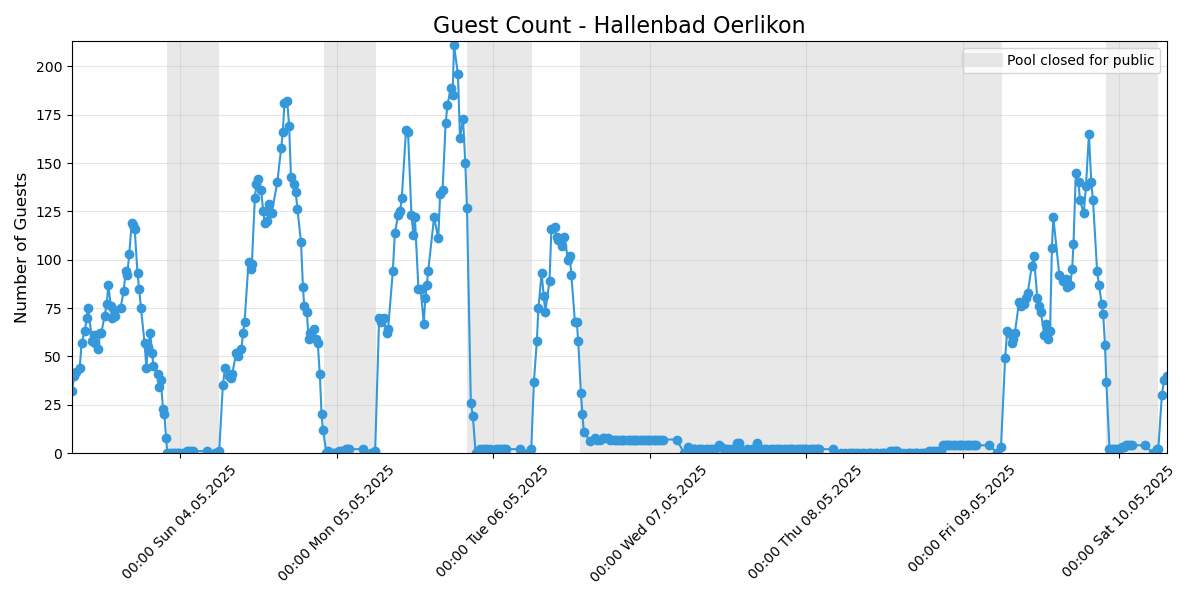 Guest Count - Hallenbad Oerlikon
Pool closed for public
Number of Guests
200
175
150
125
100
75
50
25
0
00:00 Sun 04.05.2025
00:00 Mon 05.05.2025
00:00 Tue 06.05.2025
00:00 Wed 07.05.2025
00:00 Thu 08.05.2025
00:00 Fri 09.05.2025
00:00 Sat 10.05.2025